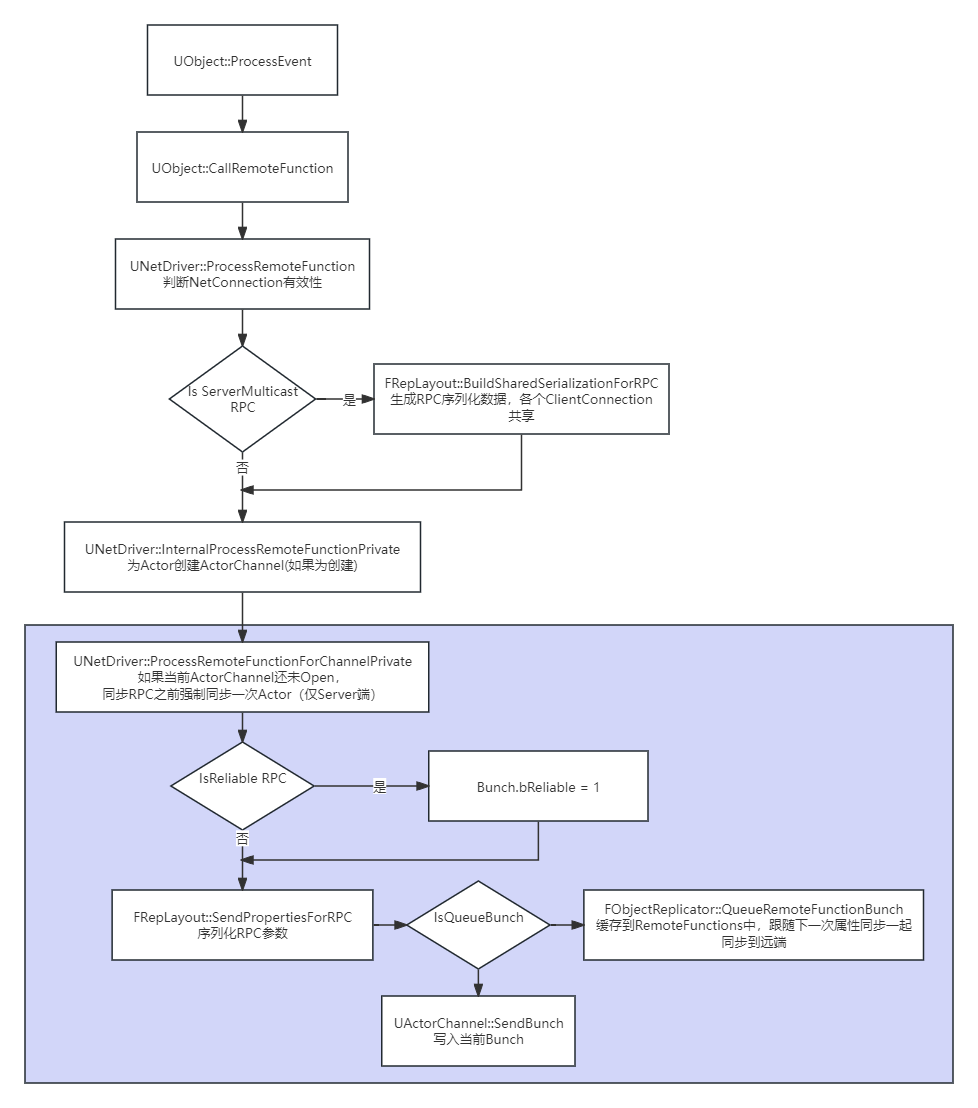 UObject::ProcessEvent
UObject::CallRemoteFunction
UNetDriver::ProcessRemoteFunction
判断NetConnection有效性
Is ServerMulticast
RPC
是
FRepLayout::BuildSharedSerializationForRPC
生成RPC序列化数据，各个ClientConnection
共享
否
UNetDriver::InternalProcessRemoteFunctionPrivate
为Actor创建ActorChannel(如果为创建)
UNetDriver::ProcessRemoteFunctionForChannelPrivate
如果当前ActorChannel还未Open，
同步RPC之前强制同步一次Actor（仅Server端）
IsReliable RPC
是
Bunch.bReliable = 1
否
FRepLayout::SendPropertiesForRPC
序列化RPC参数
IsQueueBunch
FObjectReplicator::QueueRemoteFunctionBunch
缓存到RemoteFunctions中，跟随下一次属性同步一起
同步到远端
UActorChannel::SendBunch
写入当前Bunch